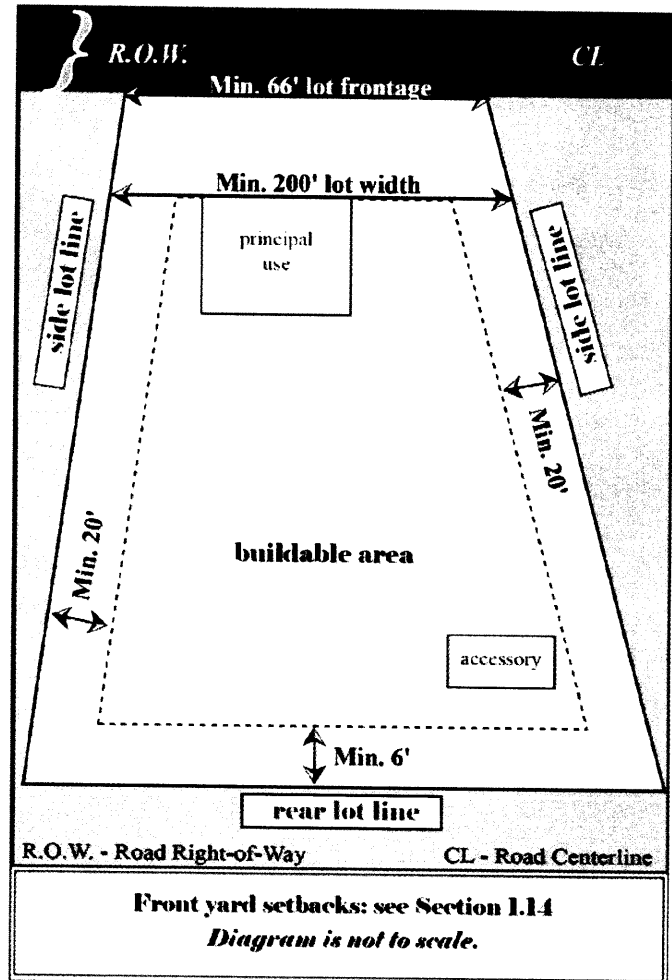 R.O.W. CL
Min. 66' lot frontage
Min. 200' lot width
principal
use
side lot line
side lot line
Min. 20'
Min. 20'
buildable area
accessory
Min. 6'
rear lot line
R.O.W. - Road Right-of-Way CL - Road Centerline
Front yard setbacks: see Section 1.14
Diagram is not to scale.